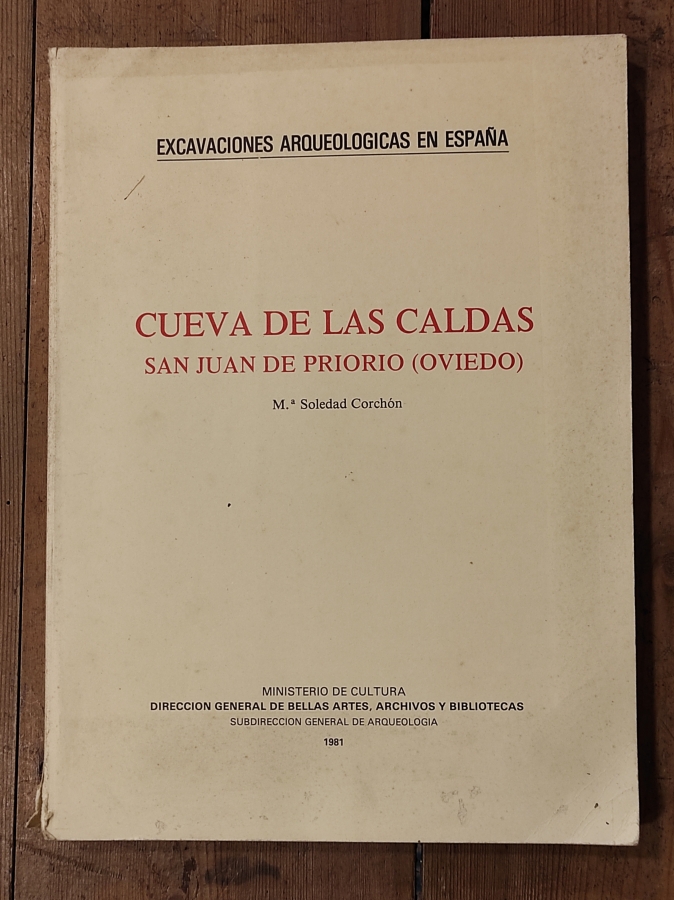 EXCAVACIONES ARQUEOLOGICAS EN ESPAÑA
CUEVA DE LAS CALDAS
SAN JUAN DE PRIORIO (OVIEDO)
M.ª Soledad Corchón
MINISTERIO DE CULTURA
DIRECCION GENERAL DE BELLAS ARTES, ARCHIVOS Y BIBLIOTECAS
SUBDIRECCION GENERAL DE ARQUEOLOGIA
1981